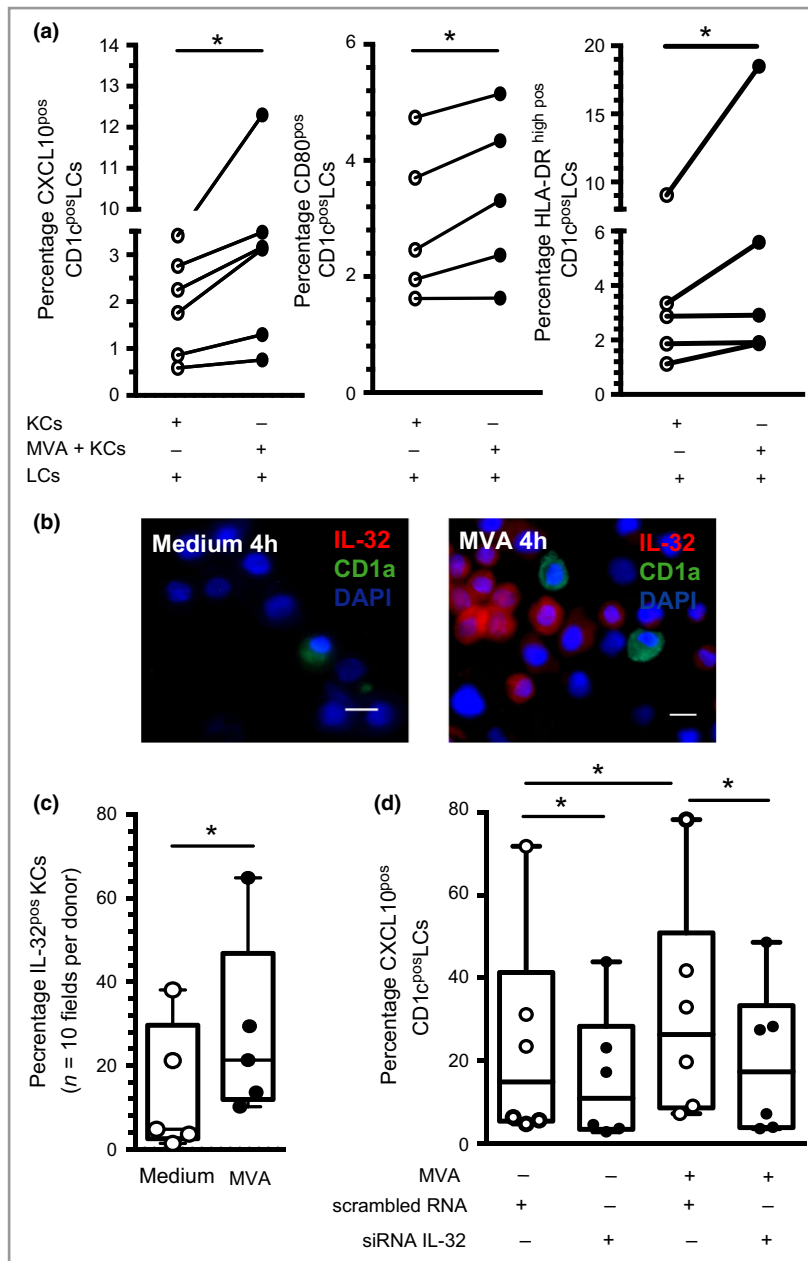 (a)
* * *
14
13
12
11
10
3
2
1
0
Percentage CXCL10pos
CD1cposLCs
6
4
2
0
Percentage CD80pos
CD1cposLCs
20
15
10
6
4
2
0
Percentage HLA-DR high pos
CD1cposLCs
KCs + – + – + –
MVA + KCs – + – + – +
LCs + + + + + +
(b)
Medium 4h
IL-32
CD1a
DAPI
MVA 4h
IL-32
CD1a
DAPI
(c)
*
80
60
40
20
0
Pecrentage IL-32pos KCs
(n = 10 fields per donor)
Medium MVA
(d)
* * *
80
60
40
20
0
Percentage CXCL10pos
CD1cposLCs
MVA – – + +
scrambled RNA + – + –
siRNA IL-32 – + – +